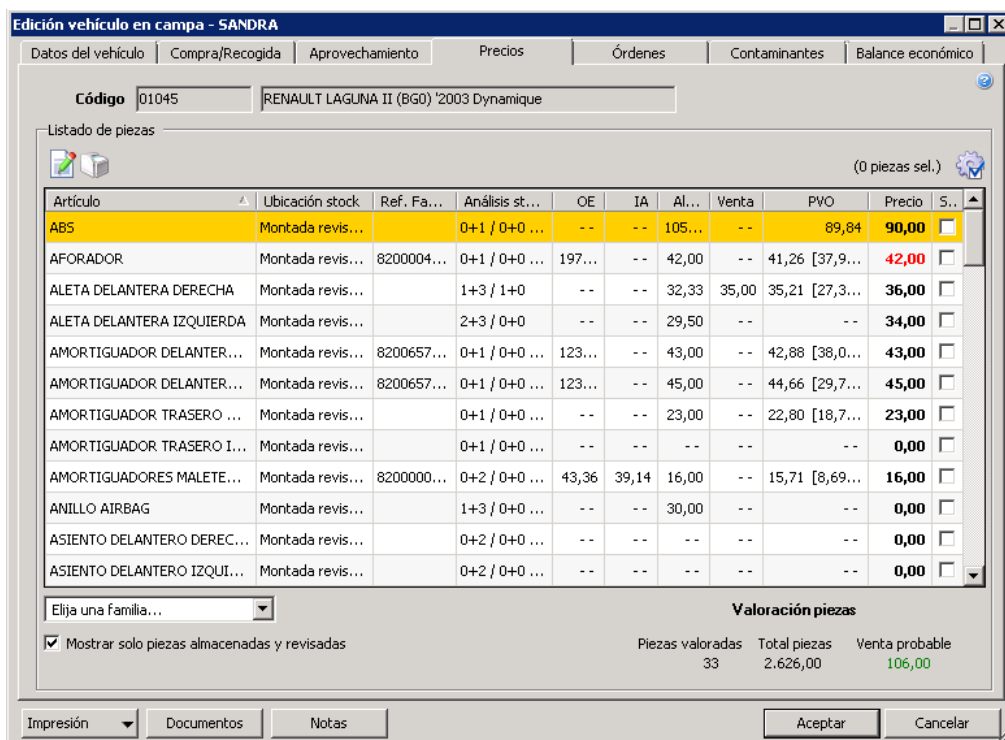 Edición vehículo en campa - SANDRA
Datos del vehículo Compra/Recogida Aprovechamiento Precios Órdenes Contaminantes Balance económico
Código 01045 RENAULT LAGUNA II (BG0) '2003 Dynamique
Listado de piezas
(0 piezas sel.)
Artículo Ubicación stock Ref. Fa... Análisis st... OE IA Al... Venta PVO Precio S..
ABS Montada revis... 0+1 / 0+0 ... -- -- 105... -- 89,84 90,00
AFORADOR Montada revis... 8200004... 0+1 / 0+0 ... 197... -- 42,00 -- 41,26 [37,9... 42,00
ALETA DELANTERA DERECHA Montada revis... 1+3 / 1+0 -- -- 32,33 35,00 35,21 [27,3... 36,00
ALETA DELANTERA IZQUIERDA Montada revis... 2+3 / 0+0 -- -- 29,50 -- -- 34,00
AMORTIGUADOR DELANTER... Montada revis... 8200657... 0+1 / 0+0 ... 123... -- 43,00 -- 42,88 [38,0... 43,00
AMORTIGUADOR DELANTER... Montada revis... 8200657... 0+1 / 0+0 ... 123... -- 45,00 -- 44,66 [29,7... 45,00
AMORTIGUADOR TRASERO ... Montada revis... 0+1 / 0+0 ... -- -- 23,00 -- 22,80 [18,7... 23,00
AMORTIGUADOR TRASERO I... Montada revis... 0+1 / 0+0 ... -- -- -- -- -- 0,00
AMORTIGUADORES MALETE... Montada revis... 8200000... 0+2 / 0+0 ... 43,36 39,14 16,00 -- 15,71 [8,69... 16,00
ANILLO AIRBAG Montada revis... 1+3 / 0+0 ... -- -- 30,00 -- -- 0,00
ASIENTO DELANTERO DEREC... Montada revis... 0+2 / 0+0 ... -- -- -- -- -- 0,00
ASIENTO DELANTERO IZQUI... Montada revis... 0+2 / 0+0 ... -- -- -- -- -- 0,00
Elija una familia... Valoración piezas
Mostrar solo piezas almacenadas y revisadas Piezas valoradas Total piezas Venta probable
33 2.626,00 106,00
Impresión Documentos Notas Aceptar Cancelar